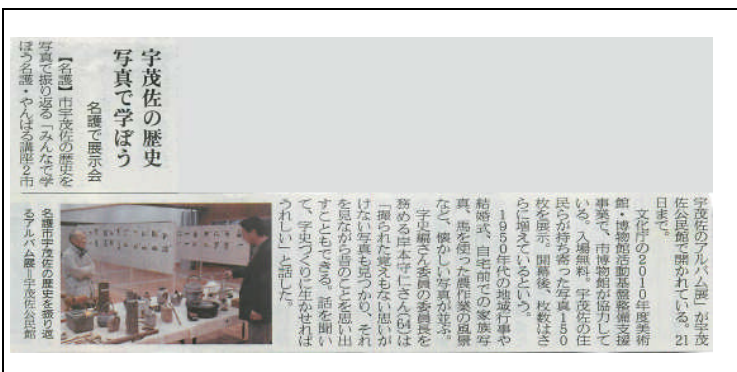 宇茂佐の歴史
写真で学ぼう
名護で展示会
【名護】市宇茂佐の歴史を
写真で振り返る「みんなで学
ぼう名護・やんばる講座2市
宇茂佐のアルバム展」が宇茂
佐公民館で開かれている。21
日まで。
文化庁の2010年度美術
館・博物館活動基盤整備支援
事業で、市博物館が協力して
いる。入場無料。宇茂佐の住
民らが持ち寄った写真150
枚を展示。開幕後、枚数はさ
らに増えているという。
1950年代の地域行事や
結婚式、自宅前での家族写
真、馬を使った農作業の風景
など、懐かしい写真が並ぶ。
字史編さん委員の委員長を
務める岸本守仁さん(64)は
「撮られた覚えもない思いが
けない写真も見つかり、それ
を見ながら昔のことを思い出
すこともできる。話を聞い
て、字史づくりに生かせれば
うれしい」と話した。
名護市宇茂佐の歴史を振り返
るアルバム展=宇茂佐公民館